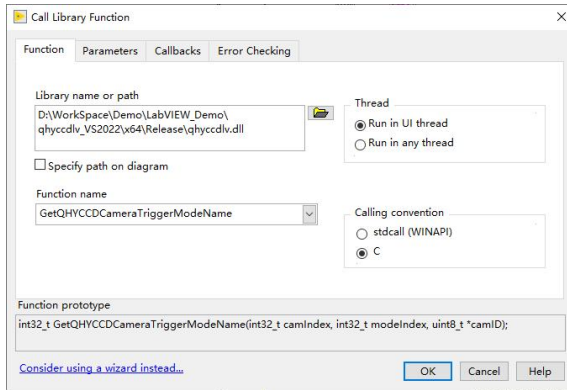 Call Library Function
Function
Parameters
Callbacks
Error Checking
Library name or path
D:\WorkSpace\Demo\LabVIEW_Demo\
qhyccdlv_VS2022\x64\Release\qhyccdlv.dll
Specify path on diagram
Function name
GetQHYCCDCameraTriggerModeName
Thread
Run in UI thread
Run in any thread
Calling convention
stdcall (WINAPI)
C
Function prototype
int32_t GetQHYCCDCameraTriggerModeName(int32_t camIndex, int32_t modeIndex, uint8_t *camID);
Consider using a wizard instead...
OK
Cancel
Help